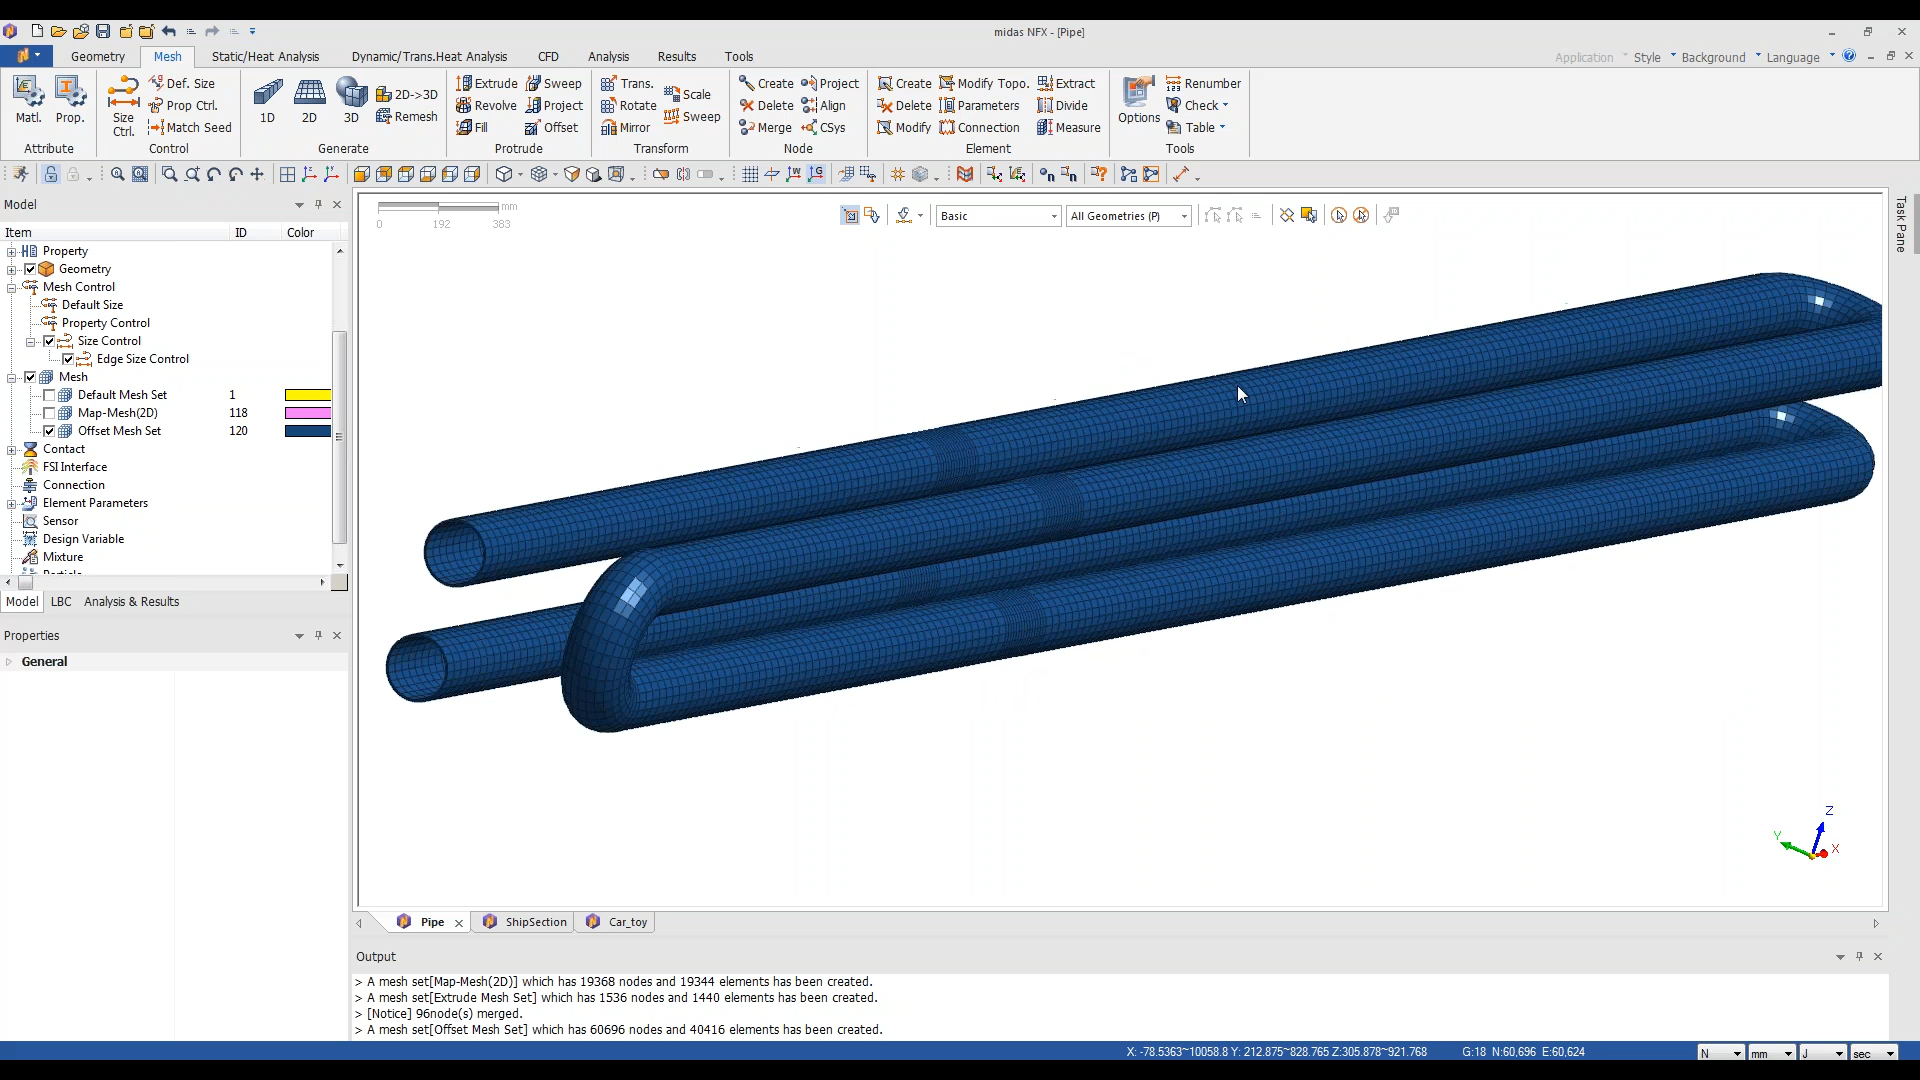 midas NFX - [Pipe]
Geometry Mesh Static/Heat Analysis Dynamic/Trans.Heat Analysis CFD Analysis Results Tools
Application Style Background Language
Matl. Prop.
Attribute
Size Ctrl.
Def. Size
Prop Ctrl.
Match Seed
Control
1D 2D 3D
2D->3D
Remesh
Generate
Extrude Sweep
Revolve Project
Fill Offset
Protrude
Trans.
Rotate
Mirror
Scale
Sweep
Transform
Create Project
Delete Align
Merge CSys
Node
Create Modify Topo. Extract
Delete Parameters Divide
Modify Connection Measure
Element
Options
Renumber
Check
Table
Tools
Model
Item ID Color
Property
Geometry
Mesh Control
Default Size
Property Control
Size Control
Edge Size Control
Mesh
Default Mesh Set 1
Map-Mesh(2D) 118
Offset Mesh Set 120
Contact
FSI Interface
Connection
Element Parameters
Sensor
Design Variable
Mixture
Model LBC Analysis & Results
Properties
General
mm
0 192 383
Basic
All Geometries (P)
Task Pane
Z
Y
X
Pipe ShipSection Car_toy
Output
> A mesh set[Map-Mesh(2D)] which has 19368 nodes and 19344 elements has been created.
> A mesh set[Extrude Mesh Set] which has 1536 nodes and 1440 elements has been created.
> [Notice] 96node(s) merged.
> A mesh set[Offset Mesh Set] which has 60696 nodes and 40416 elements has been created.
X: -78.5363~10058.8 Y: 212.875~828.765 Z:305.878~921.768 G:18 N:60,696 E:60,624
N mm J sec